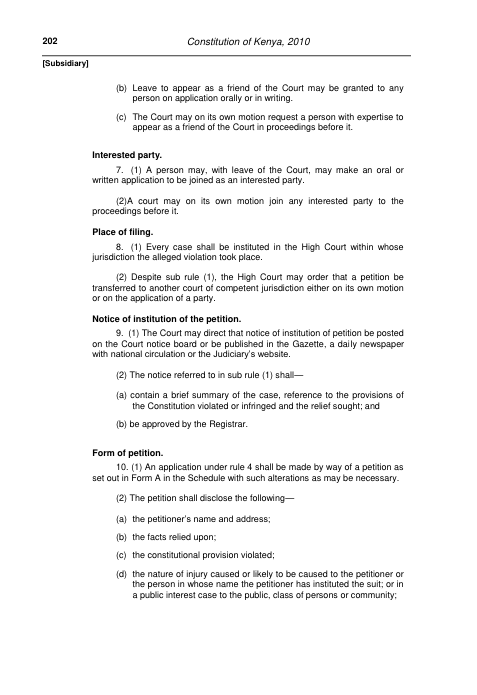 202
Constitution of Kenya, 2010
[Subsidiary]
(b) Leave to appear as a friend of the Court may be granted to any
person on application orally or in writing.
(c) The Court may on its own motion request a person with expertise to
appear as a friend of the Court in proceedings before it.
Interested party.
7. (1) A person may, with leave of the Court, may make an oral or
written application to be joined as an interested party.
(2)A court may on its own motion join any interested party to the
proceedings before it.
Place of filing.
8. (1) Every case shall be instituted in the High Court within whose
jurisdiction the alleged violation took place.
(2) Despite sub rule (1), the High Court may order that a petition be
transferred to another court of competent jurisdiction either on its own motion
or on the application of a party.
Notice of institution of the petition.
9. (1) The Court may direct that notice of institution of petition be posted
on the Court notice board or be published in the Gazette, a daily newspaper
with national circulation or the Judiciary's website.
(2) The notice referred to in sub rule (1) shall—
(a) contain a brief summary of the case, reference to the provisions of
the Constitution violated or infringed and the relief sought; and
(b) be approved by the Registrar.
Form of petition.
10. (1) An application under rule 4 shall be made by way of a petition as
set out in Form A in the Schedule with such alterations as may be necessary.
(2) The petition shall disclose the following—
(a) the petitioner's name and address;
(b) the facts relied upon;
(c) the constitutional provision violated;
(d) the nature of injury caused or likely to be caused to the petitioner or
the person in whose name the petitioner has instituted the suit; or in
a public interest case to the public, class of persons or community;